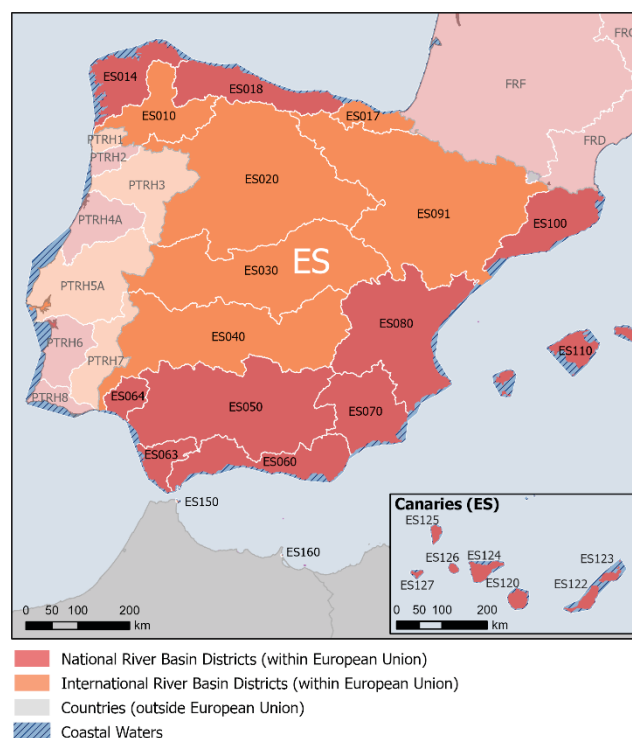 FRG
ES014
ES018
FRF
ES010
ES017
PTRH1
FRD
PTRH2
PTRH3
ES020
ES091
ES100
PTRH4A
ES030
ES
PTRH5A
ES080
ES040
PTRH6
ES110
PTRH7
ES064
PTRH8
ES050
ES070
ES063
ES060
ES150
Canaries (ES)
ES125
ES160
ES126
ES124
ES123
ES127
ES120
ES122
0 50 100 200
km
0 50 100 200
km
National River Basin Districts (within European Union)
International River Basin Districts (within European Union)
Countries (outside European Union)
Coastal Waters